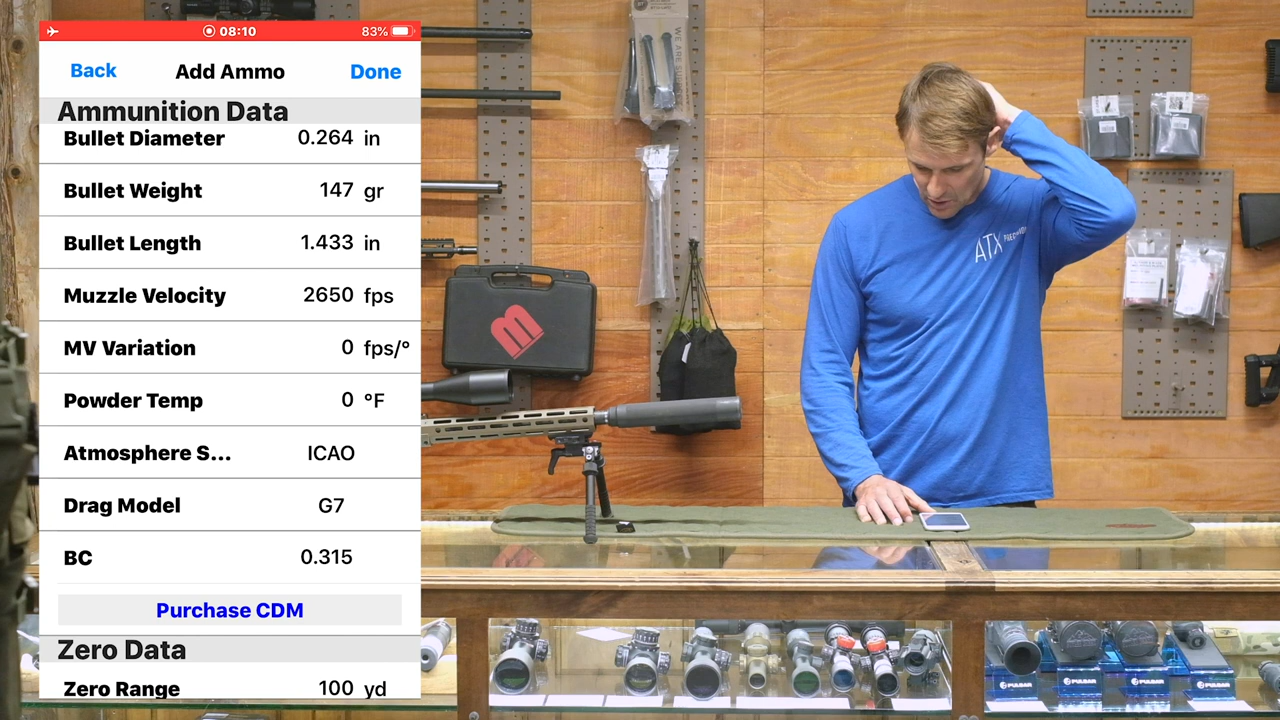 08:10
83%
Back
Add Ammo
Done
Ammunition Data
Bullet Diameter 0.264 in
Bullet Weight 147 gr
Bullet Length 1.433 in
Muzzle Velocity 2650 fps
MV Variation 0 fps/°
Powder Temp 0 °F
Atmosphere S... ICAO
Drag Model G7
BC 0.315
Purchase CDM
Zero Data
Zero Range 100 yd
WE ARE
ATX
PULSAR
PULSAR
PULSAR
PULSAR